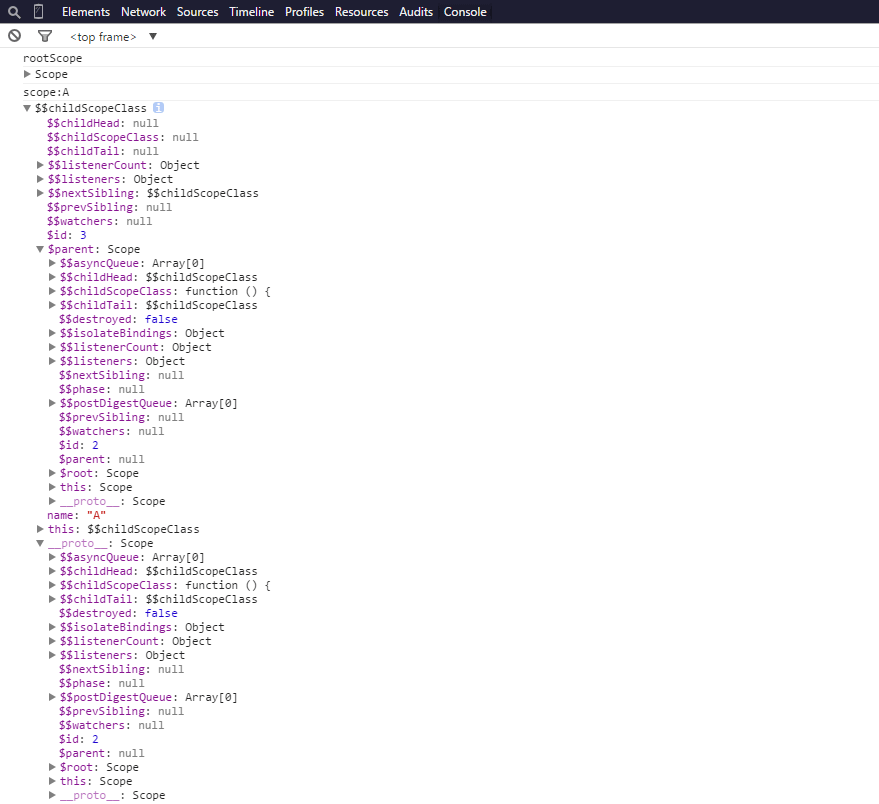 Elements Network Sources Timeline Profiles Resources Audits Console
<top frame>
rootScope
Scope
scope:A
$$childScopeClass i
$$childHead: null
$$childScopeClass: null
$$childTail: null
$$listenerCount: Object
$$listeners: Object
$$nextSibling: $$childScopeClass
$$prevSibling: null
$$watchers: null
$id: 3
$parent: Scope
$$asyncQueue: Array[0]
$$childHead: $$childScopeClass
$$childScopeClass: function () {
$$childTail: $$childScopeClass
$$destroyed: false
$$isolateBindings: Object
$$listenerCount: Object
$$listeners: Object
$$nextSibling: null
$$phase: null
$$postDigestQueue: Array[0]
$$prevSibling: null
$$watchers: null
$id: 2
$parent: null
$root: Scope
this: Scope
__proto__: Scope
name: "A"
this: $$childScopeClass
__proto__: Scope
$$asyncQueue: Array[0]
$$childHead: $$childScopeClass
$$childScopeClass: function () {
$$childTail: $$childScopeClass
$$destroyed: false
$$isolateBindings: Object
$$listenerCount: Object
$$listeners: Object
$$nextSibling: null
$$phase: null
$$postDigestQueue: Array[0]
$$prevSibling: null
$$watchers: null
$id: 2
$parent: null
$root: Scope
this: Scope
__proto__: Scope